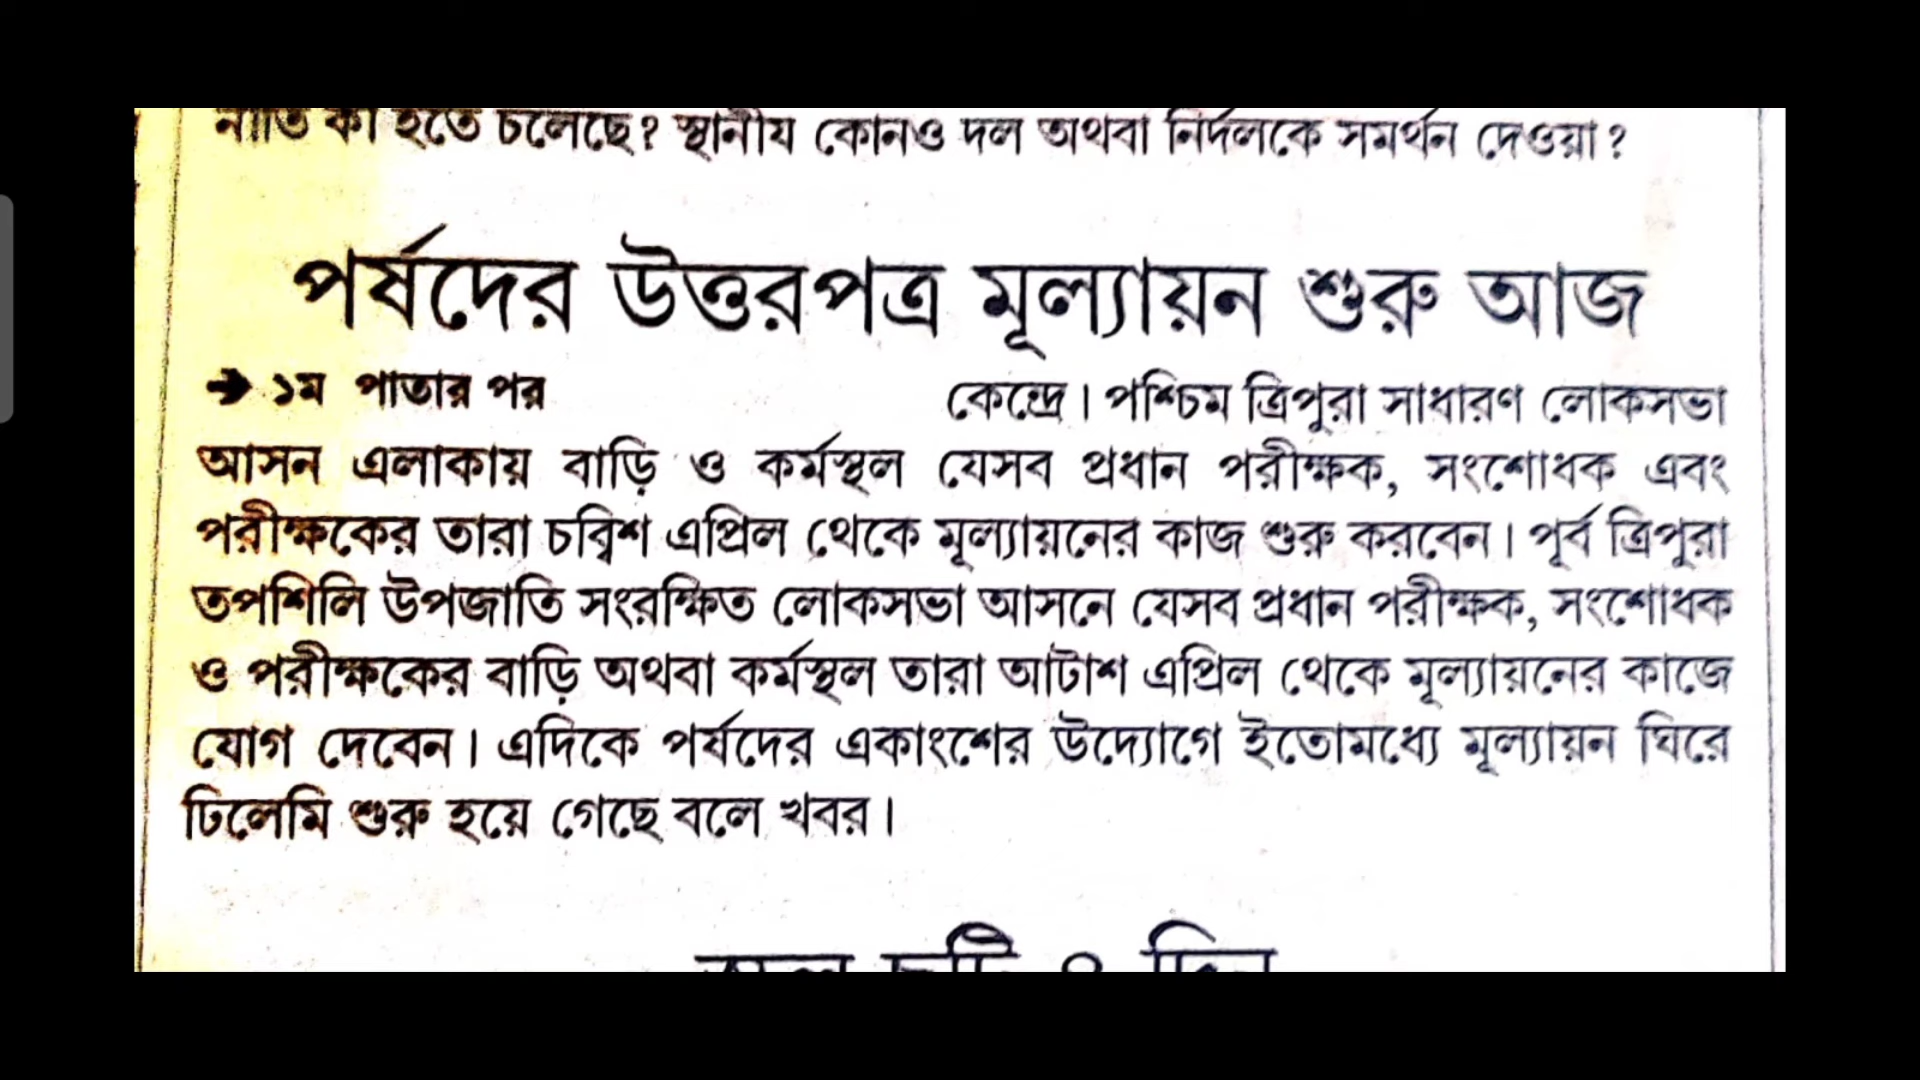 নীতি কী হতে চলেছে? স্থানীয় কোনও দল অথবা নির্দলকে সমর্থন দেওয়া?
পর্ষদের উত্তরপত্র মূল্যায়ন শুরু আজ
➔ ১ম পাতার পর কেন্দ্রে। পশ্চিম ত্রিপুরা সাধারণ লোকসভা
আসন এলাকায় বাড়ি ও কর্মস্থল যেসব প্রধান পরীক্ষক, সংশোধক এবং
পরীক্ষকের তারা চব্বিশ এপ্রিল থেকে মূল্যায়নের কাজ শুরু করবেন। পূর্ব ত্রিপুরা
তপশিলি উপজাতি সংরক্ষিত লোকসভা আসনে যেসব প্রধান পরীক্ষক, সংশোধক
ও পরীক্ষকের বাড়ি অথবা কর্মস্থল তারা আটাশ এপ্রিল থেকে মূল্যায়নের কাজে
যোগ দেবেন। এদিকে পর্ষদের একাংশের উদ্যোগে ইতোমধ্যে মূল্যায়ন ঘিরে
ঢিলেমি শুরু হয়ে গেছে বলে খবর।